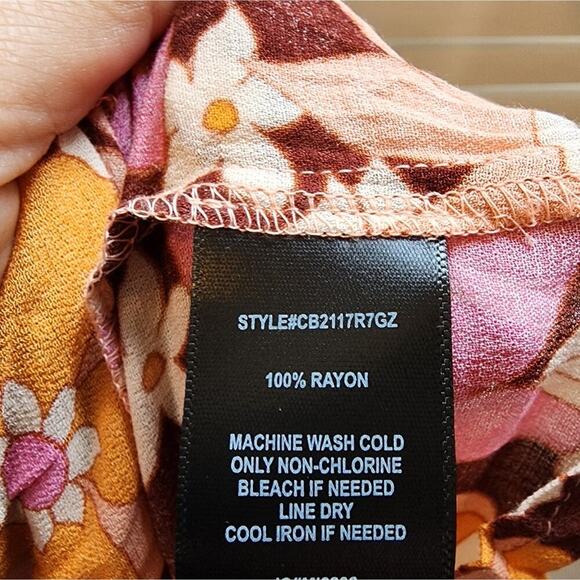 STYLE#CB2117R7GZ
100% RAYON
MACHINE WASH COLD
ONLY NON-CHLORINE
BLEACH IF NEEDED
LINE DRY
COOL IRON IF NEEDED